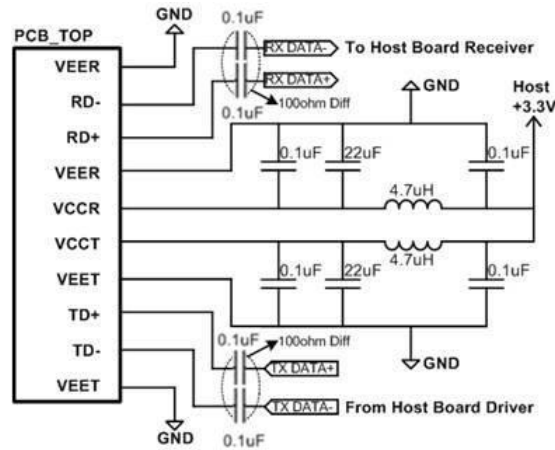 GND
0.1uF
PCB_TOP
VEER
RX DATA-
To Host Board Receiver
RD-
RX DATA+
0.1uF
100ohm Diff
GND
Host
+3.3V
RD+
VEER
0.1uF
22uF
0.1uF
4.7uH
VCCR
VCCT
4.7uH
VEET
0.1uF
22uF
0.1uF
TD+
0.1uF
100ohm Diff
GND
TX DATA+
TD-
TX DATA-
From Host Board Driver
VEET
GND
0.1uF